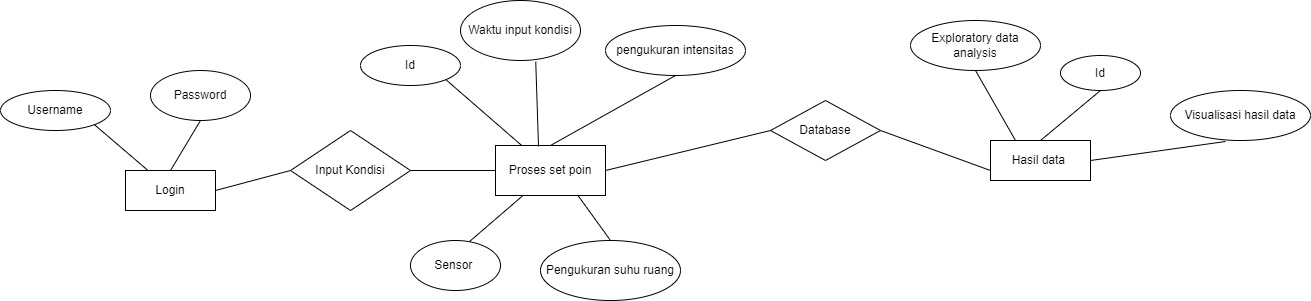 Username
Password
Login
Input Kondisi
Id
Waktu input kondisi
pengukuran intensitas
Proses set poin
Sensor
Pengukuran suhu ruang
Database
Exploratory data
analysis
Id
Visualisasi hasil data
Hasil data